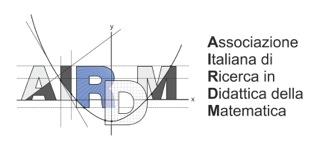 y
AIRDM
x
Associazione
Italiana di
Ricerca in
Didattica della
Matematica